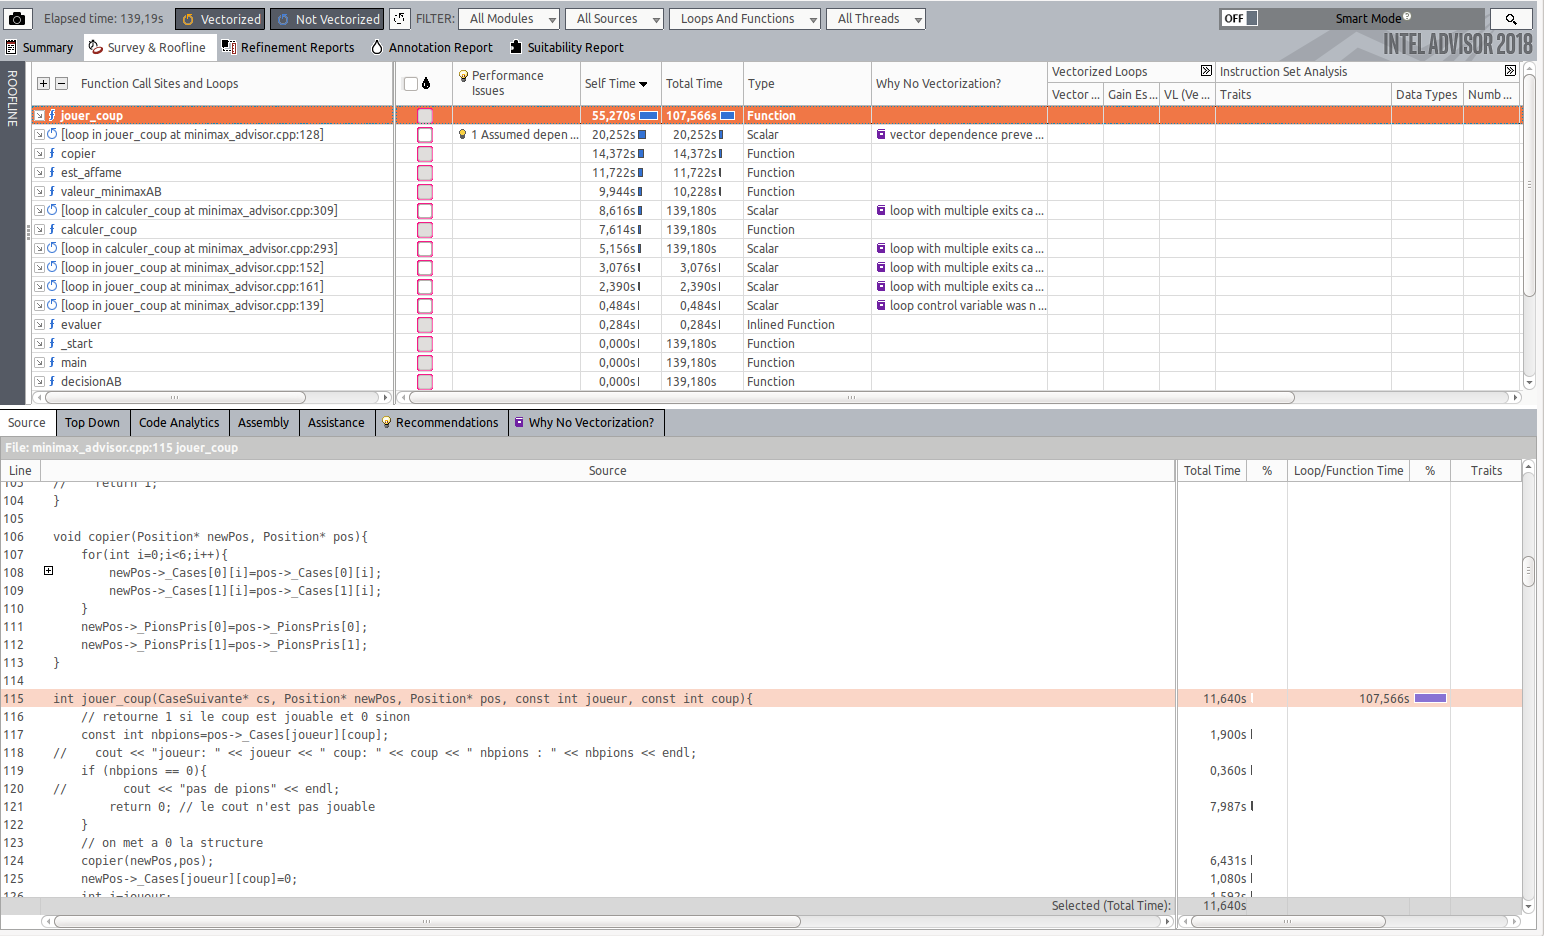 Elapsed time: 139,19s Vectorized Not Vectorized FILTER: All Modules All Sources Loops And Functions All Threads OFF Smart Mode
Summary Survey & Roofline Refinement Reports Annotation Report Suitability Report INTEL ADVISOR 2018
ROOFLINE
Function Call Sites and Loops Performance Issues Self Time Total Time Type Why No Vectorization? Vectorized Loops Instruction Set Analysis
Vector ... Gain Es... VL (Ve... Traits Data Types Numb...
jouer_coup 55,270s 107,566s Function
[loop in jouer_coup at minimax_advisor.cpp:128] 1 Assumed depen ... 20,252s 20,252s Scalar vector dependence preve ...
copier 14,372s 14,372s Function
est_affame 11,722s 11,722s Function
valeur_minimaxAB 9,944s 10,228s Function
[loop in calculer_coup at minimax_advisor.cpp:309] 8,616s 139,180s Scalar loop with multiple exits ca ...
calculer_coup 7,614s 139,180s Function
[loop in calculer_coup at minimax_advisor.cpp:293] 5,156s 139,180s Scalar loop with multiple exits ca ...
[loop in jouer_coup at minimax_advisor.cpp:152] 3,076s 3,076s Scalar loop with multiple exits ca ...
[loop in jouer_coup at minimax_advisor.cpp:161] 2,390s 2,390s Scalar loop with multiple exits ca ...
[loop in jouer_coup at minimax_advisor.cpp:139] 0,484s 0,484s Scalar loop control variable was n ...
evaluer 0,284s 0,284s Inlined Function
_start 0,000s 139,180s Function
main 0,000s 139,180s Function
decisionAB 0,000s 139,180s Function
Source Top Down Code Analytics Assembly Assistance Recommendations Why No Vectorization?
File: minimax_advisor.cpp:115 jouer_coup
Line Source Total Time % Loop/Function Time % Traits
103 // return 1;
104 }
105
106 void copier(Position* newPos, Position* pos){
107 for(int i=0;i<6;i++){
108 newPos->_Cases[0][i]=pos->_Cases[0][i];
109 newPos->_Cases[1][i]=pos->_Cases[1][i];
110 }
111 newPos->_PionsPris[0]=pos->_PionsPris[0];
112 newPos->_PionsPris[1]=pos->_PionsPris[1];
113 }
114
115 int jouer_coup(CaseSuivante* cs, Position* newPos, Position* pos, const int joueur, const int coup){ 11,640s 107,566s
116 // retourne 1 si le coup est jouable et 0 sinon
117 const int nbpions=pos->_Cases[joueur][coup]; 1,900s
118 // cout << "joueur: " << joueur << " coup: " << coup << " nbpions : " << nbpions << endl;
119 if (nbpions == 0){ 0,360s
120 // cout << "pas de pions" << endl;
121 return 0; // le cout n'est pas jouable 7,987s
122 }
123 // on met a 0 la structure
124 copier(newPos,pos); 6,431s
125 newPos->_Cases[joueur][coup]=0; 1,080s
126 int i=joueur; 1,592s
Selected (Total Time): 11,640s